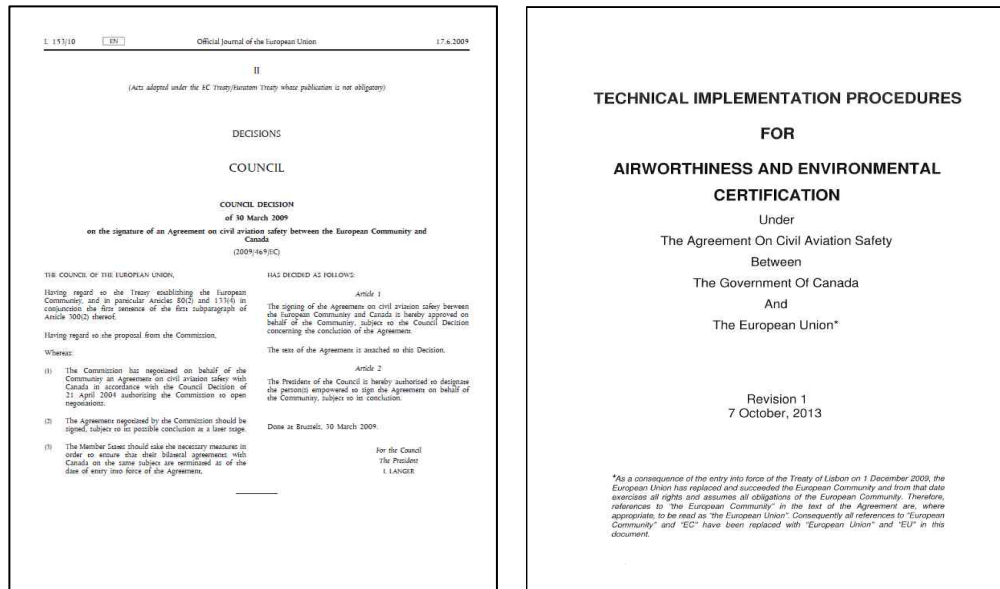 L 153/10 EN Official Journal of the European Union 17.6.2009
II
(Acts adopted under the EC Treaty/Euratom Treaty whose publication is not obligatory)
DECISIONS
COUNCIL
COUNCIL DECISION
of 30 March 2009
on the signature of an Agreement on civil aviation safety between the European Community and
Canada
(2009/469/EC)
THE COUNCIL OF THE EUROPEAN UNION,
Having regard to the Treaty establishing the European
Community, and in particular Articles 80(2) and 133(4) in
conjunction the first sentence of the first subparagraph of
Article 300(2) thereof,
Having regard to the proposal from the Commission,
Whereas:
(1) The Commission has negotiated on behalf of the
Community an Agreement on civil aviation safety with
Canada in accordance with the Council Decision of
21 April 2004 authorizing the Commission to open
negotiations.
(2) The Agreement negotiated by the Commission should be
signed, subject to its possible conclusion at a later stage.
(3) The Member States should take the necessary measures in
order to ensure that their bilateral agreements with
Canada on the same subject are terminated as of the
date of entry into force of the Agreement,
HAS DECIDED AS FOLLOWS:
Article 1
The signing of the Agreement on civil aviation safety between
the European Community and Canada is hereby approved on
behalf of the Community, subject to the Council Decision
concerning the conclusion of the Agreement.
The text of the Agreement is attached to this Decision.
Article 2
The President of the Council is hereby authorised to designate
the person(s) empowered to sign the Agreement on behalf of
the Community, subject to its conclusion.
Done at Brussels, 30 March 2009.
For the Council
The President
I. LANGER
TECHNICAL IMPLEMENTATION PROCEDURES
FOR
AIRWORTHINESS AND ENVIRONMENTAL
CERTIFICATION
Under
The Agreement On Civil Aviation Safety
Between
The Government Of Canada
And
The European Union*
Revision 1
7 October, 2013
*As a consequence of the entry into force of the Treaty of Lisbon on 1 December 2009, the
European Union has replaced and succeeded the European Community and from that date
exercises all rights and assumes all obligations of the European Community. Therefore,
references to "the European Community" in the text of the Agreement are, where
appropriate, to be read as "the European Union". Consequently all references to "European
Community" and "EC" have been replaced with "European Union" and "EU" in this
document.